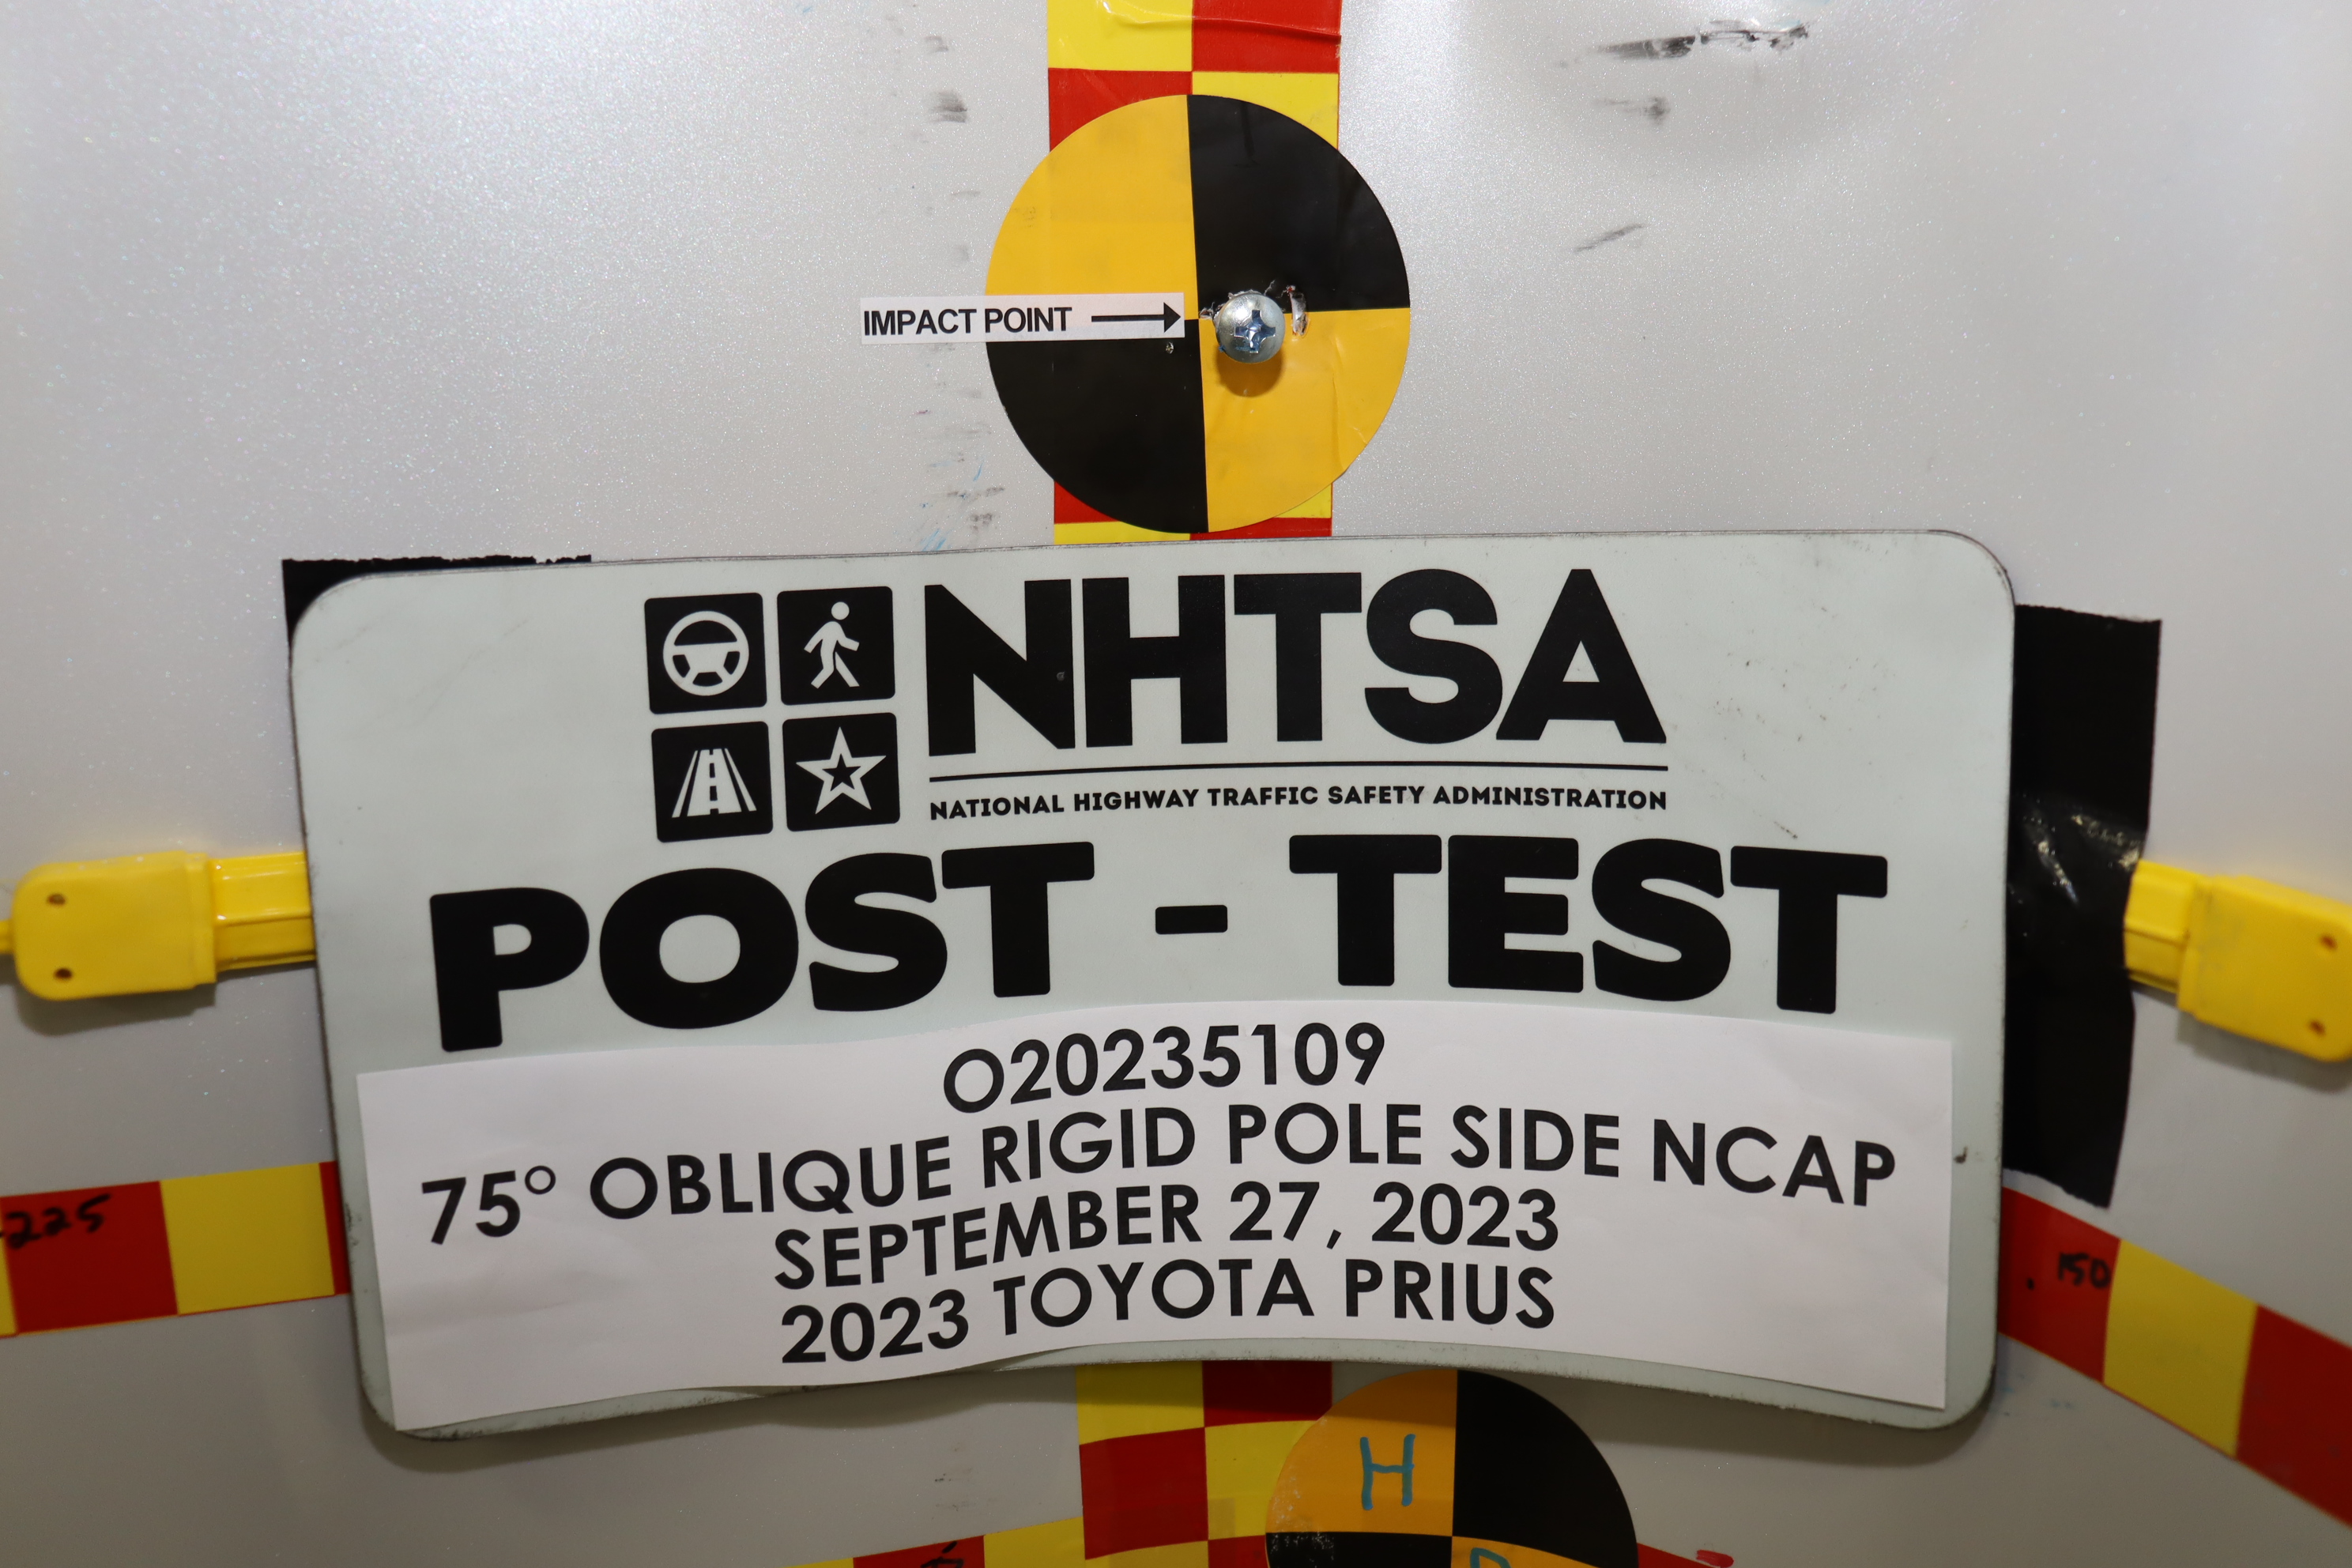 IMPACT POINT
NHTSA
NATIONAL HIGHWAY TRAFFIC SAFETY ADMINISTRATION
POST - TEST
O20235109
75° OBLIQUE RIGID POLE SIDE NCAP
SEPTEMBER 27, 2023
2023 TOYOTA PRIUS
-225
150
H